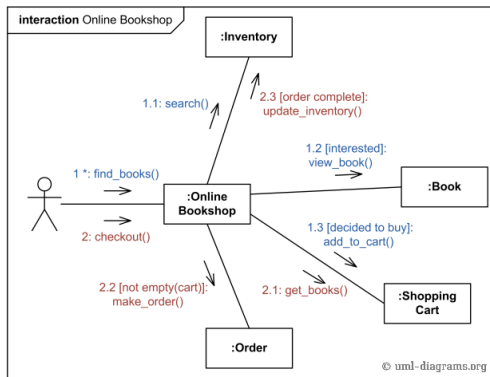 interaction Online Bookshop
:Inventory
1.1: search()
2.3 [order complete]:
update_inventory()
1.2 [interested]:
view_book()
1 *: find_books()
:Online
Bookshop
:Book
2: checkout()
1.3 [decided to buy]:
add_to_cart()
2.2 [not empty(cart)]:
make_order()
2.1: get_books()
:Shopping
Cart
:Order
© uml-diagrams.org